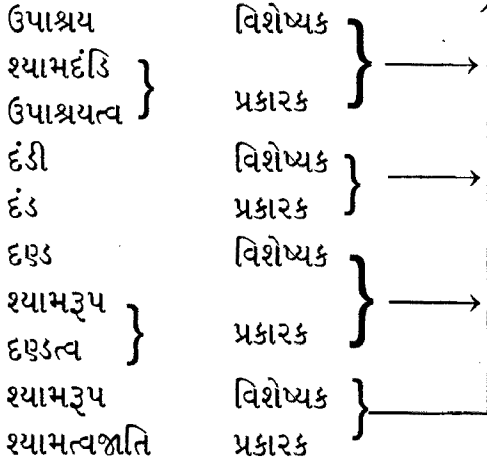 ઉપાશ્રય વિશેષ્યક
શ્યામદંડિ
ઉપાશ્રયત્વ પ્રકારક
દંડી વિશેષ્યક
દંડ પ્રકારક
દણ્ડ વિશેષ્યક
શ્યામરૂપ
દણ્ડત્વ પ્રકારક
શ્યામરૂપ વિશેષ્યક
શ્યામત્વજાતિ પ્રકારક